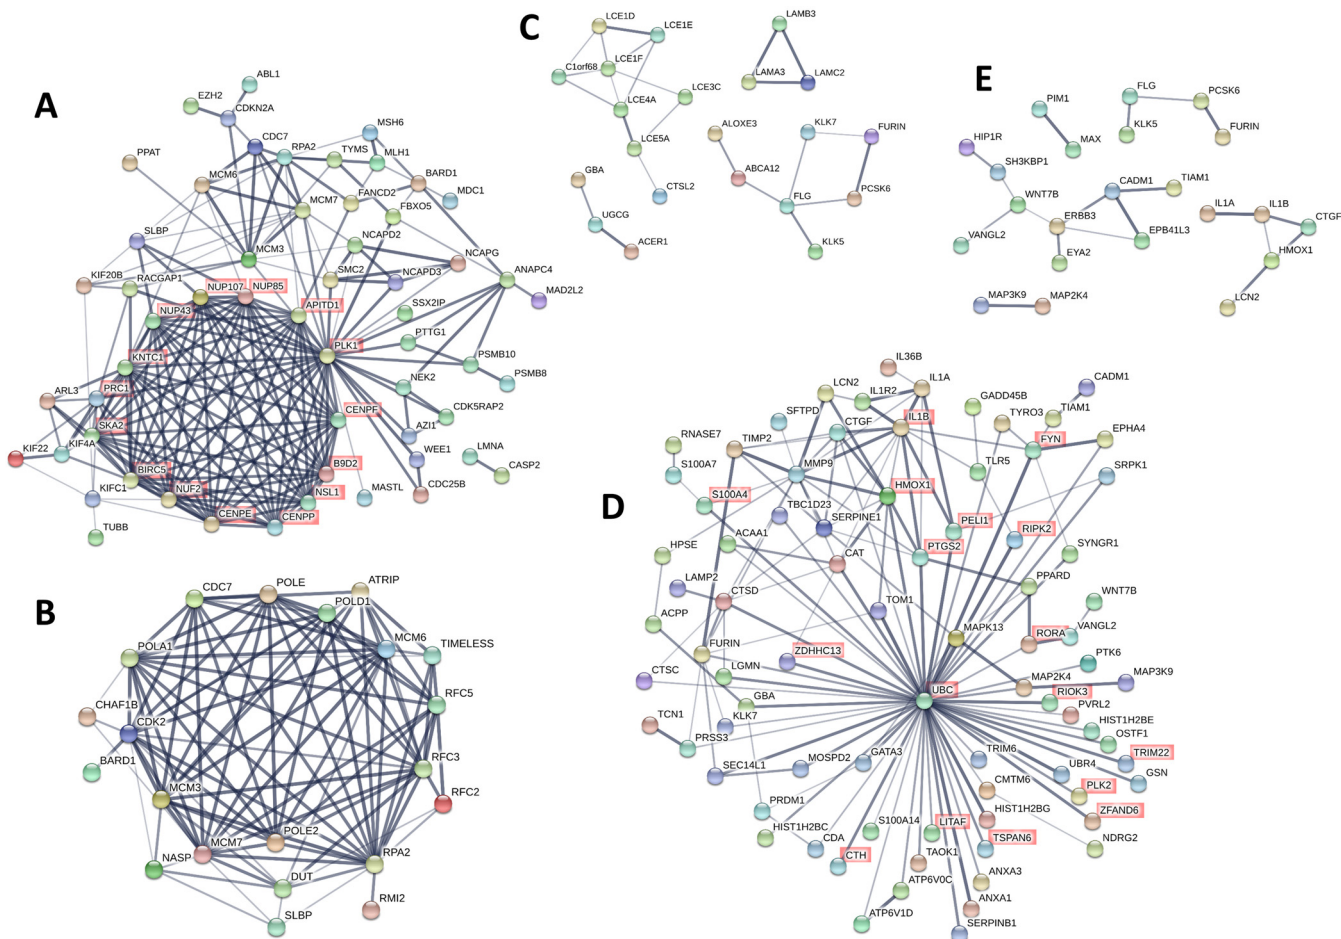 A
ABL1
EZH2
CDKN2A
CDC7
MSH6
RPA2
TYMS
MLH1
PPAT
MCM6
BARD1
MDC1
MCM7
FANCD2
FBXO5
SLBP
MCM3
NCAPD2
NCAPG
KIF20B
RACGAP1
SMC2
NCAPD3
ANAPC4
MAD2L2
NUP107
NUP85
NUP43
APITD1
SSX2IP
PLK1
PTTG1
KNTC1
PSMB10
PSMB8
ARL3
PRC1
NEK2
CDK5RAP2
CENPF
SKA2
AZI1
KIF22
KIF4A
WEE1
LMNA
CASP2
BIRC5
B9D2
NUF2
NSL1
MASTL
CDC25B
KIFC1
CENPE
CENPP
TUBB
B
CDC7
POLE
ATRIP
POLD1
MCM6
TIMELESS
POLA1
RFC5
CHAF1B
CDK2
BARD1
RFC3
RFC2
MCM3
MCM7
POLE2
RPA2
NASP
DUT
RMI2
SLBP
C
LCE1D
LCE1E
LCE1F
C1orf68
LCE3C
LCE4A
LCE5A
CTSL2
LAMB3
LAMA3
LAMC2
ALOXE3
KLK7
FURIN
ABCA12
PCSK6
FLG
KLK5
GBA
UGCG
ACER1
E
PIM1
MAX
FLG
PCSK6
KLK5
FURIN
HIP1R
SH3KBP1
CADM1
TIAM1
WNT7B
ERBB3
EPB41L3
VANGL2
EYA2
IL1A
IL1B
CTGF
HMOX1
LCN2
MAP3K9
MAP2K4
D
IL36B
IL1A
LCN2
IL1R2
CADM1
GADD45B
TIAM1
SFTPD
CTGF
IL1B
TYRO3
FYN
EPHA4
RNASE7
TIMP2
MMP9
TLR5
SRPK1
S100A7
S100A4
HMOX1
TBC1D23
SERPINE1
PELI1
RIPK2
HPSE
ACAA1
CAT
PTGS2
SYNGR1
LAMP2
CTSD
PPARD
WNT7B
ACPP
TOM1
MAPK13
VANGL2
RORA
FURIN
ZDHHC13
PTK6
CTSC
LGMN
UBC
MAP2K4
MAP3K9
RIOK3
PVRL2
GBA
KLK7
TCN1
PRSS3
HIST1H2BE
OSTF1
SEC14L1
MOSPD2
GATA3
TRIM6
TRIM22
UBR4
GSN
CMTM6
PLK2
PRDM1
HIST1H2BG
ZFAND6
HIST1H2BC
CDA
S100A14
LITAF
TSPAN6
NDRG2
CTH
TAOK1
ANXA3
ATP6V0C
ANXA1
ATP6V1D
SERPINB1